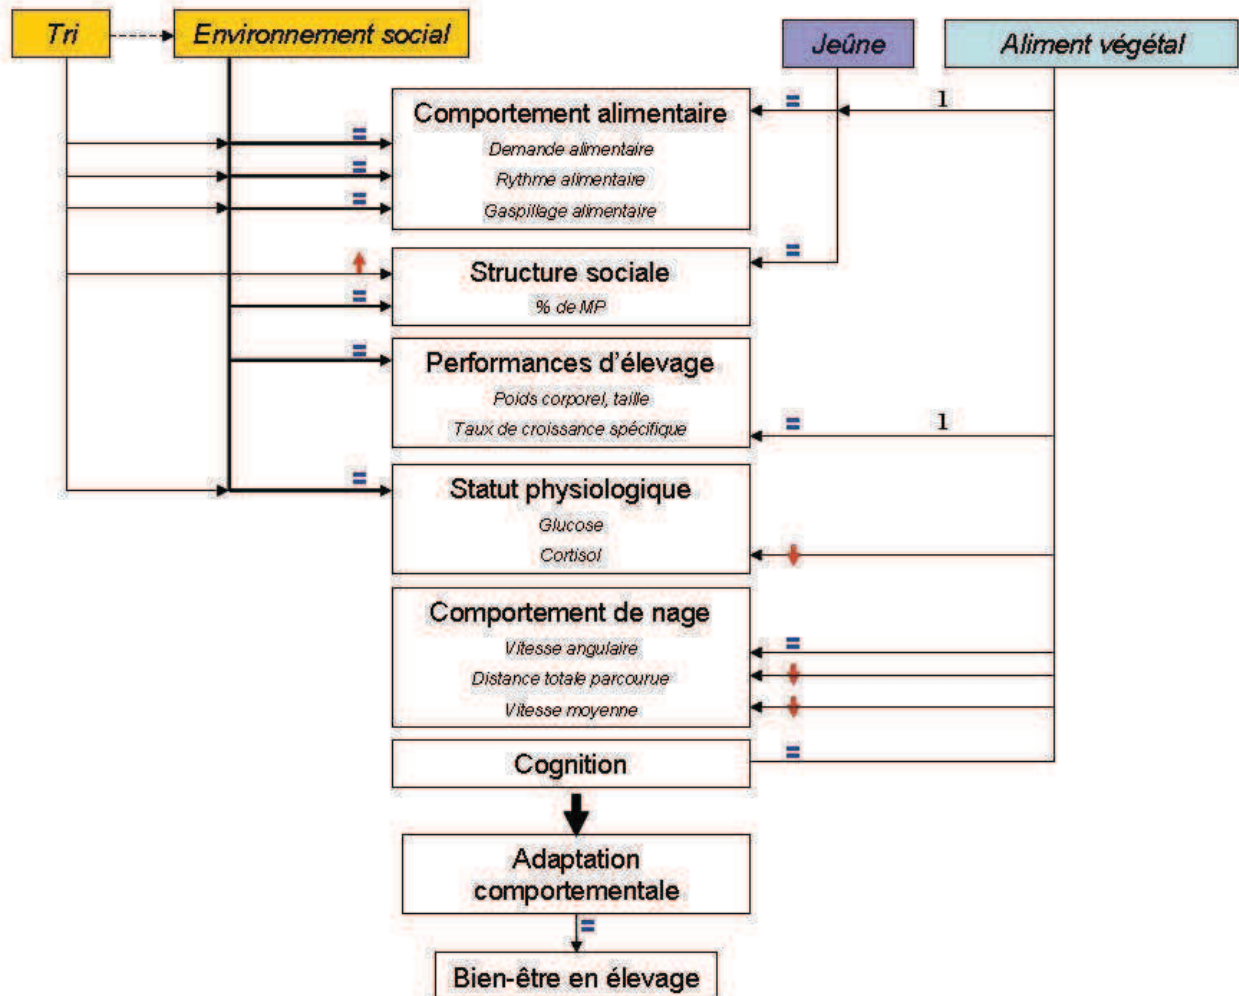 Tri
Environnement social
Jeûne
Aliment végétal
Comportement alimentaire
Demande alimentaire
Rythme alimentaire
Gaspillage alimentaire
=
=
=
=
1
Structure sociale
% de MP
=
=
Performances d'élevage
Poids corporel, taille
Taux de croissance spécifique
=
=
1
Statut physiologique
Glucose
Cortisol
=
Comportement de nage
Vitesse angulaire
Distance totale parcourue
Vitesse moyenne
=
Cognition
=
Adaptation
comportementale
=
Bien-être en élevage